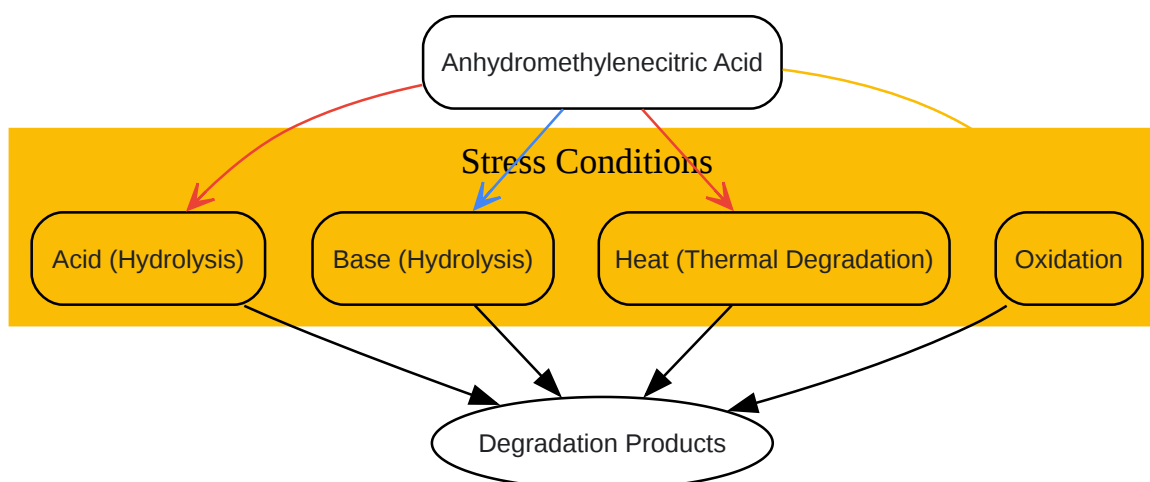 Anhydromethylenecitric Acid
Stress Conditions
Acid (Hydrolysis)
Base (Hydrolysis)
Heat (Thermal Degradation)
Oxidation
Degradation Products